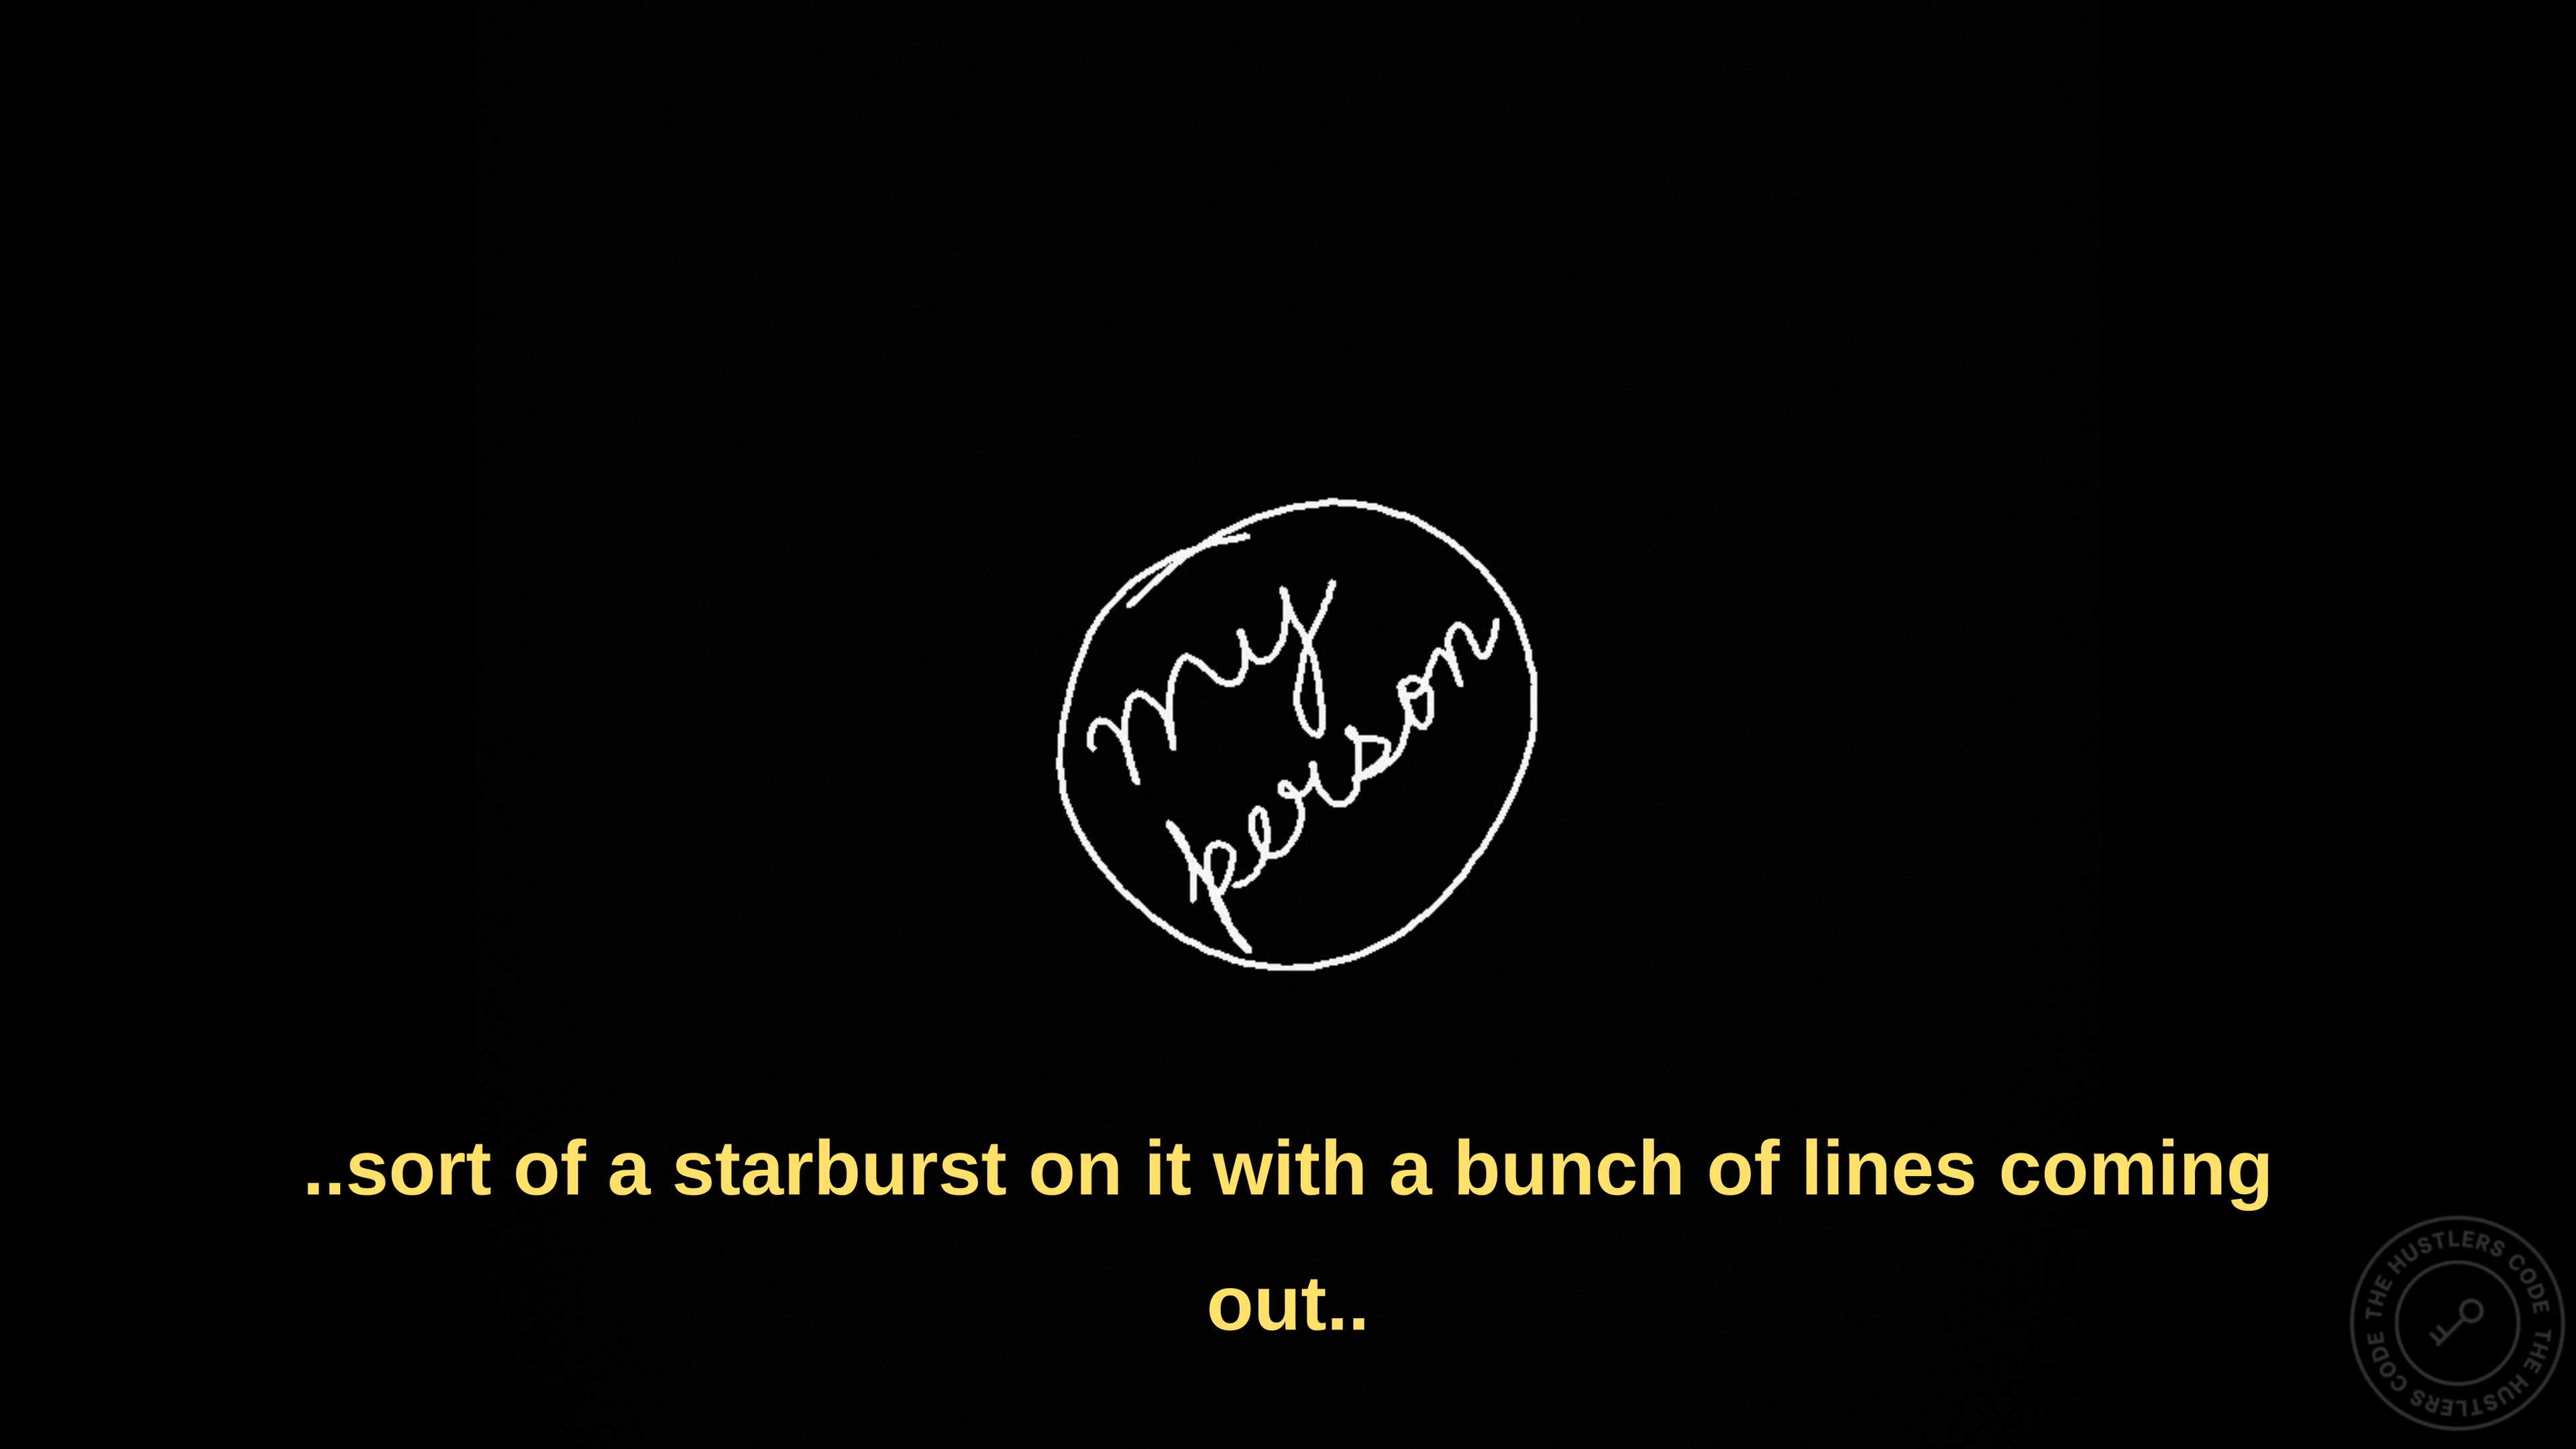 my
person
..sort of a starburst on it with a bunch of lines coming
out..
THE HUSTLERS CODE THE HUSTLERS CODE